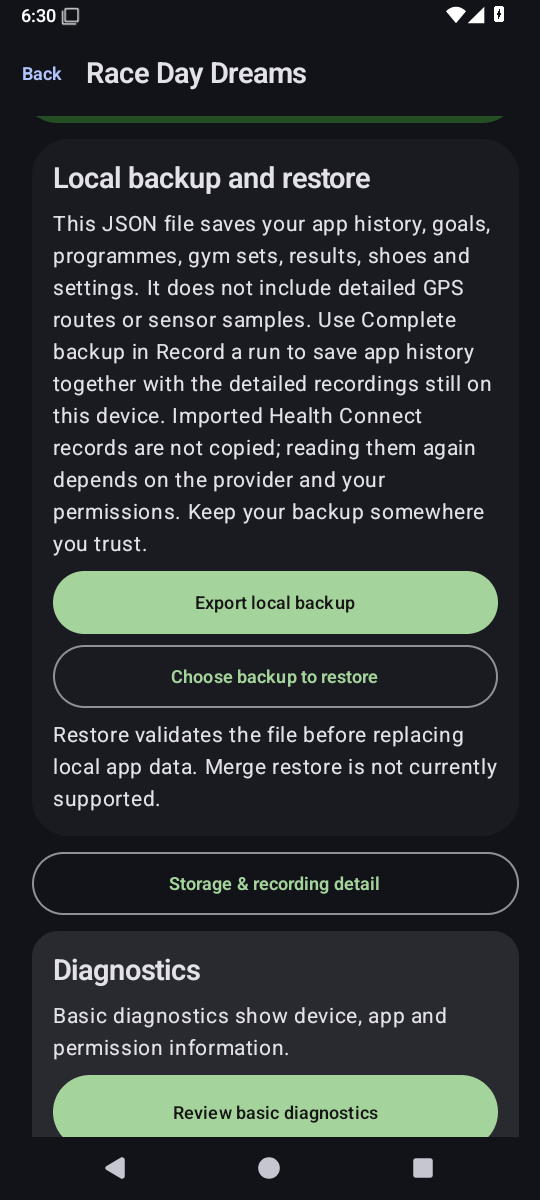 6:30
Back
Race Day Dreams
Local backup and restore
This JSON file saves your app history, goals,
programmes, gym sets, results, shoes and
settings. It does not include detailed GPS
routes or sensor samples. Use Complete
backup in Record a run to save app history
together with the detailed recordings still on
this device. Imported Health Connect
records are not copied; reading them again
depends on the provider and your
permissions. Keep your backup somewhere
you trust.
Export local backup
Choose backup to restore
Restore validates the file before replacing
local app data. Merge restore is not currently
supported.
Storage & recording detail
Diagnostics
Basic diagnostics show device, app and
permission information.
Review basic diagnostics